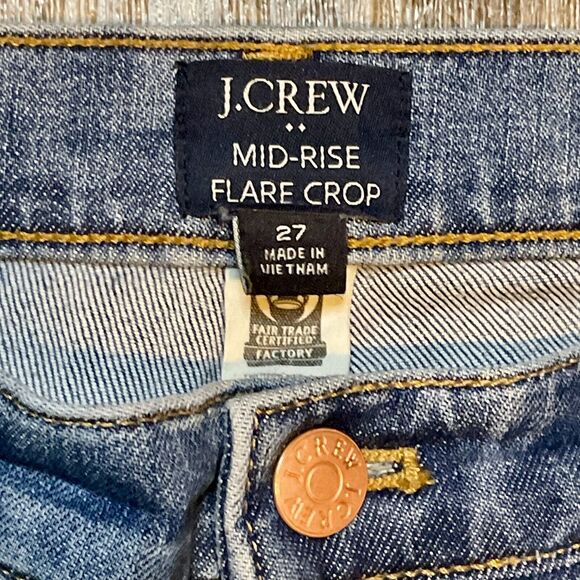 J.CREW
MID-RISE
FLARE CROP
27
MADE IN
VIETNAM
FAIR TRADE
CERTIFIED
FACTORY
J.CREW J.CREW